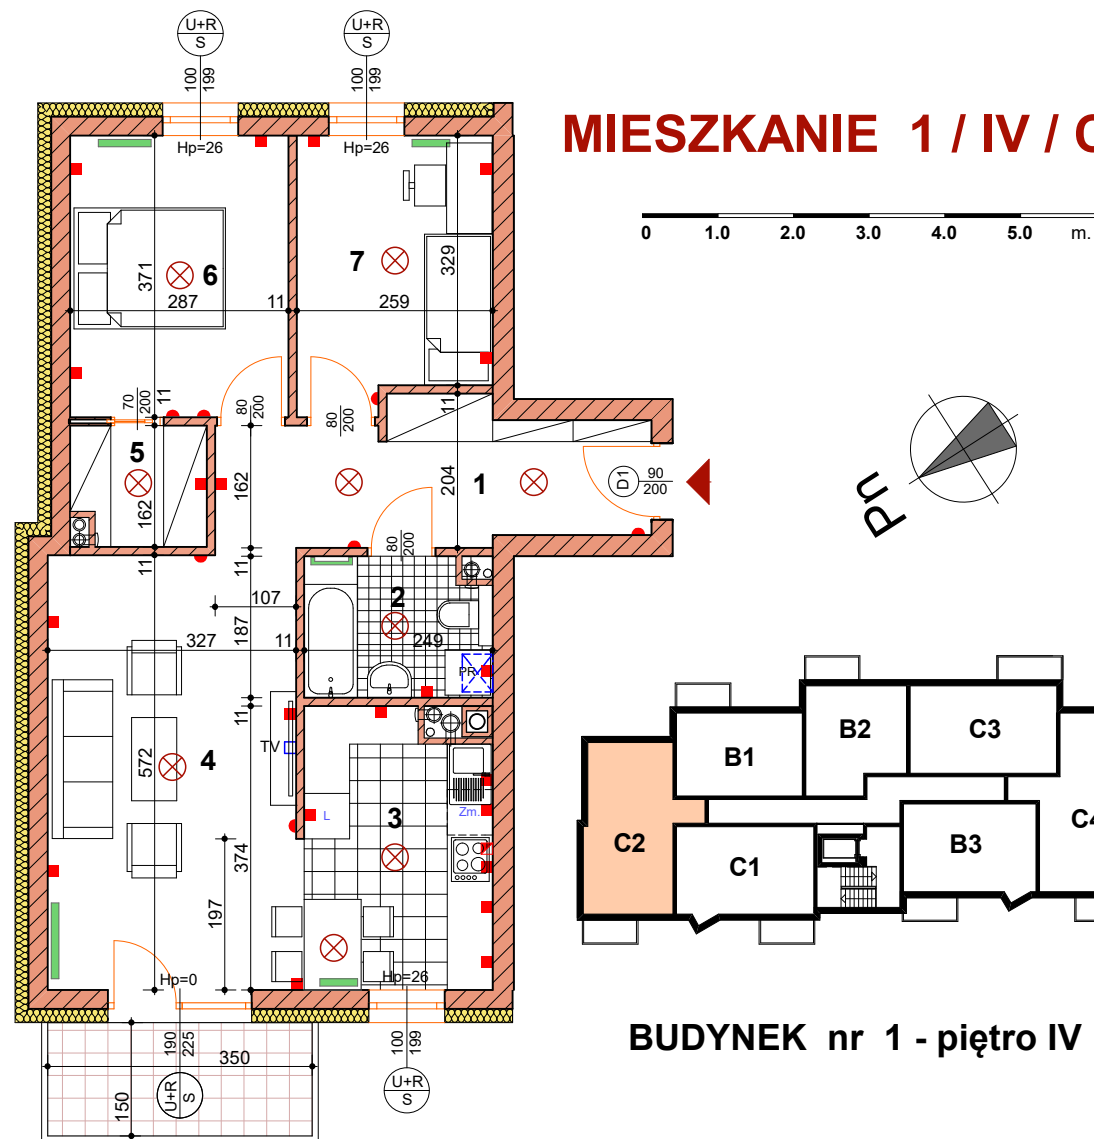 U+R
S
100
199
U+R
S
100
199
MIESZKANIE 1 / IV / C
Hp=26
Hp=26
0 1.0 2.0 3.0 4.0 5.0 m.
6
7
371
329
287
11
259
70
200
11
80
200
80
200
11
5
162
162
204
1
D1
90
200
Pn
11
11
80
200
107
2
187
327
11
249
PR
11
TV
4
572
L
3
Zm.
374
197
Hp=0
Hp=26
190
225
350
150
U+R
S
100
199
U+R
S
B1
B2
C3
C2
C1
B3
C4
BUDYNEK nr 1 - piętro IV